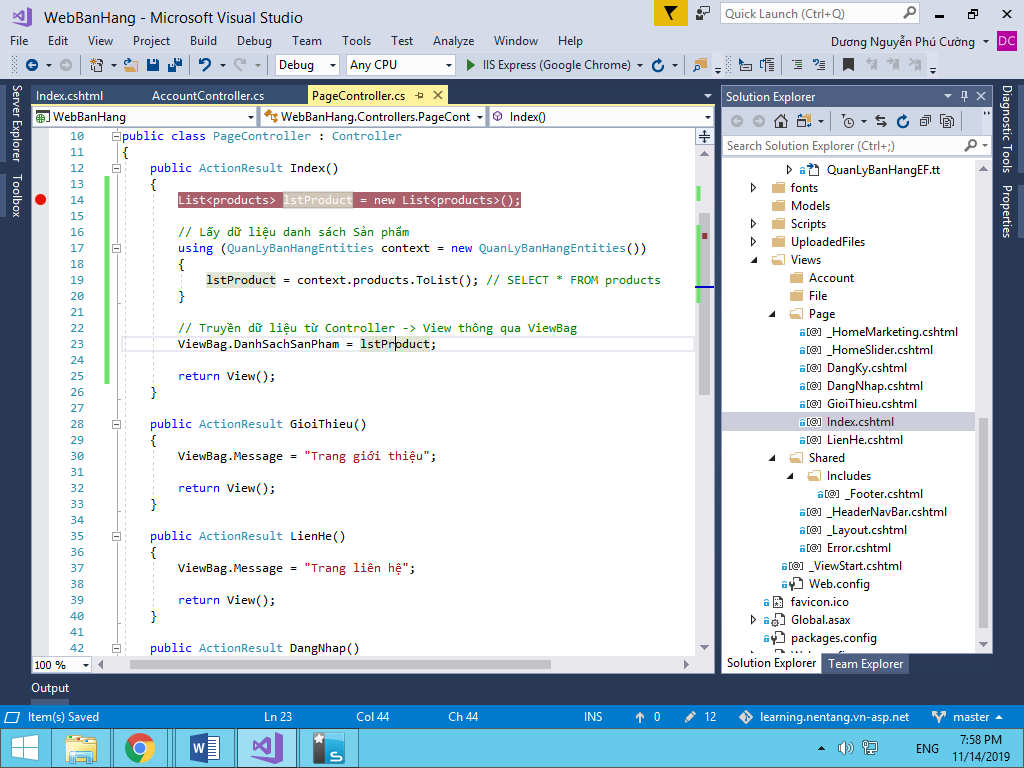 WebBanHang - Microsoft Visual Studio
Quick Launch (Ctrl+Q)
File Edit View Project Build Debug Team Tools Test Analyze Window Help
Dương Nguyễn Phú Cường DC
Debug Any CPU IIS Express (Google Chrome)
Server Explorer
Toolbox
Index.cshtml AccountController.cs PageController.cs
WebBanHang WebBanHang.Controllers.PageCont Index()
10 public class PageController : Controller
11 {
12 public ActionResult Index()
13 {
14 List<products> lstProduct = new List<products>();
15
16 // Lấy dữ liệu danh sách Sản phẩm
17 using (QuanLyBanHangEntities context = new QuanLyBanHangEntities())
18 {
19 lstProduct = context.products.ToList(); // SELECT * FROM products
20 }
21
22 // Truyền dữ liệu từ Controller -> View thông qua ViewBag
23 ViewBag.DanhSachSanPham = lstProduct;
24
25 return View();
26 }
27
28 public ActionResult GioiThieu()
29 {
30 ViewBag.Message = "Trang giới thiệu";
31
32 return View();
33 }
34
35 public ActionResult LienHe()
36 {
37 ViewBag.Message = "Trang liên hệ";
38
39 return View();
40 }
41
42 public ActionResult DangNhap()
100 %
Solution Explorer
Search Solution Explorer (Ctrl+;)
QuanLyBanHangEF.tt
fonts
Models
Scripts
UploadedFiles
Views
Account
File
Page
_HomeMarketing.cshtml
_HomeSlider.cshtml
DangKy.cshtml
DangNhap.cshtml
GioiThieu.cshtml
Index.cshtml
LienHe.cshtml
Shared
Includes
_Footer.cshtml
_HeaderNavBar.cshtml
_Layout.cshtml
Error.cshtml
_ViewStart.cshtml
Web.config
favicon.ico
Global.asax
packages.config
Solution Explorer Team Explorer
Diagnostic Tools
Properties
Output
Item(s) Saved Ln 23 Col 44 Ch 44 INS 0 12 learning.nentang.vn-asp.net master
ENG 7:58 PM
11/14/2019